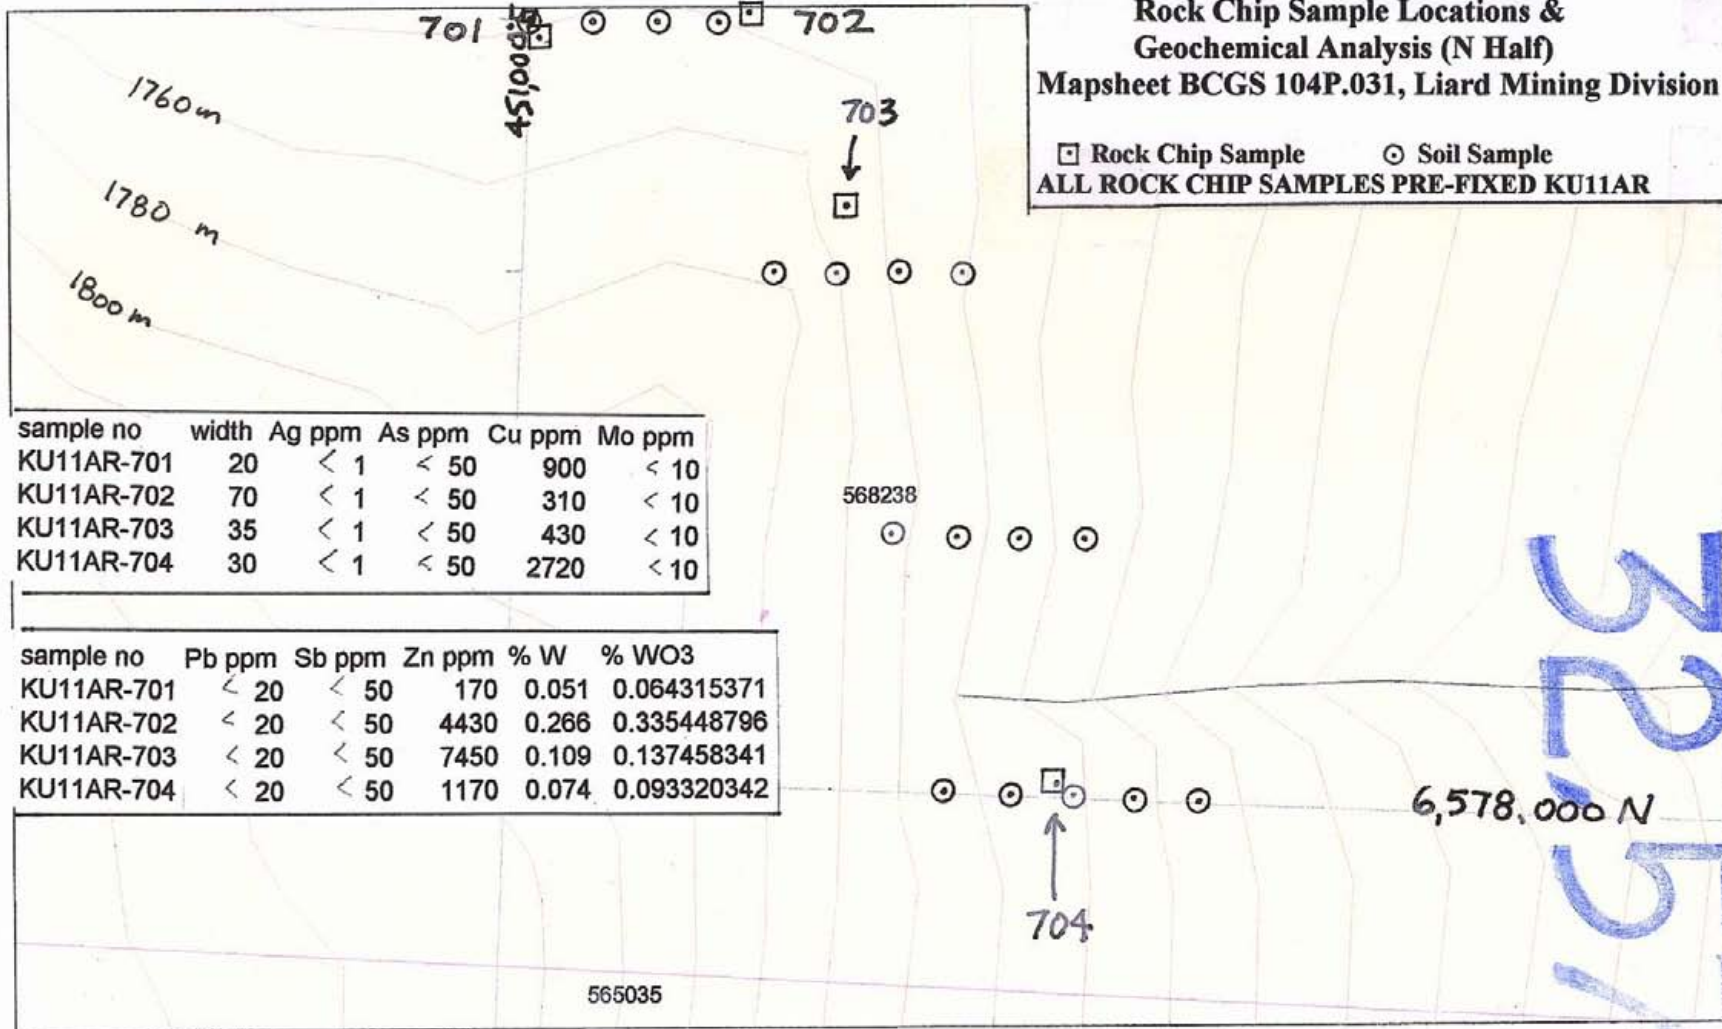 Rock Chip Sample Locations &
Geochemical Analysis (N Half)
Mapsheet BCGS 104P.031, Liard Mining Division
⊡ Rock Chip Sample ⊙ Soil Sample
ALL ROCK CHIP SAMPLES PRE-FIXED KU11AR
701
702
451,000
703
1760 m
1780 m
1800 m
sample no width Ag ppm As ppm Cu ppm Mo ppm
KU11AR-701 20 < 1 < 50 900 < 10
KU11AR-702 70 < 1 < 50 310 < 10
KU11AR-703 35 < 1 < 50 430 < 10
KU11AR-704 30 < 1 < 50 2720 < 10
568238
sample no Pb ppm Sb ppm Zn ppm % W % WO3
KU11AR-701 < 20 < 50 170 0.051 0.064315371
KU11AR-702 < 20 < 50 4430 0.266 0.335448796
KU11AR-703 < 20 < 50 7450 0.109 0.137458341
KU11AR-704 < 20 < 50 1170 0.074 0.093320342
6,578.000 N
704
565035